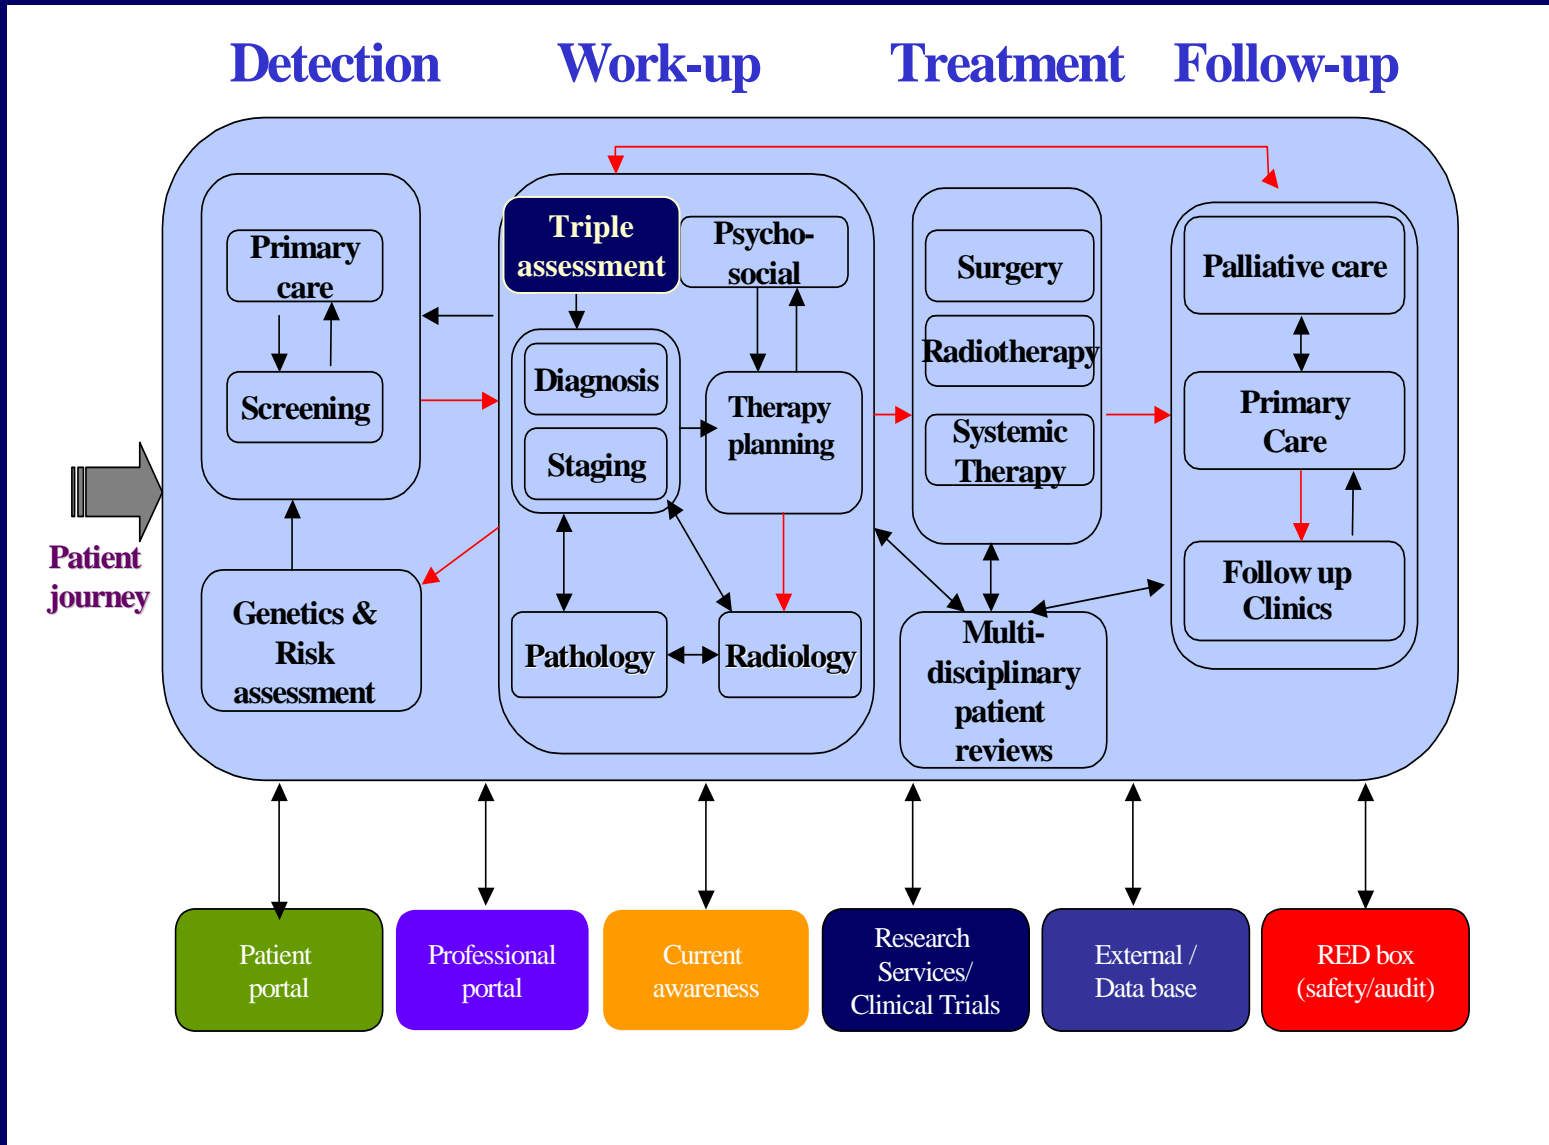 Detection
Work-up
Treatment
Follow-up
Primary
care
Screening
Patient
journey
Genetics &
Risk
assessment
Triple
assessment
Psycho-
social
Diagnosis
Staging
Therapy
planning
Pathology
Radiology
Surgery
Radiotherapy
Systemic
Therapy
Multi-
disciplinary
patient
reviews
Palliative care
Primary
Care
Follow up
Clinics
Patient
portal
Professional
portal
Current
awareness
Research
Services/
Clinical Trials
External /
Data base
RED box
(safety/audit)